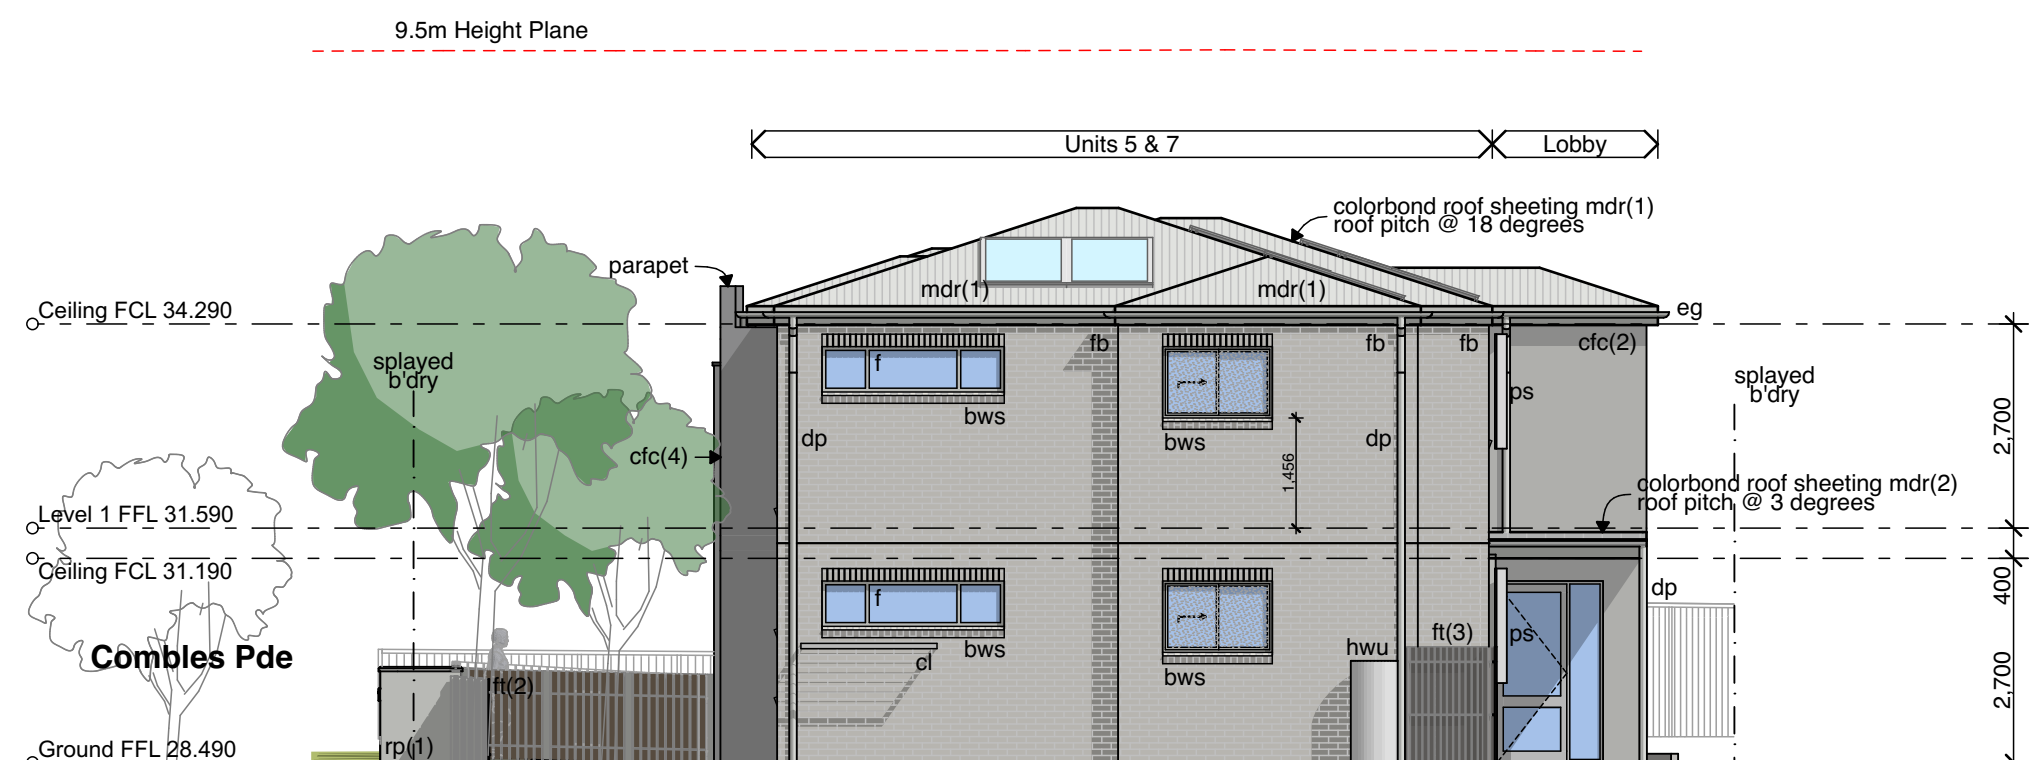 9.5m Height Plane
Units 5 & 7
Lobby
colorbond roof sheeting mdr(1)
roof pitch @ 18 degrees
parapet
mdr(1)
mdr(1)
Ceiling FCL 34.290
eg
fb
fb
fb
cfc(2)
f
splayed
b'dry
splayed
b'dry
ps
bws
bws
dp
dp
2,700
cfc(4)
1,456
colorbond roof sheeting mdr(2)
roof pitch @ 3 degrees
Level 1 FFL 31.590
Ceiling FCL 31.190
400
dp
f
ft(3)
ps
Combles Pde
bws
hwu
cl
bws
ft(2)
2,700
rp(1)
Ground FFL 28.490